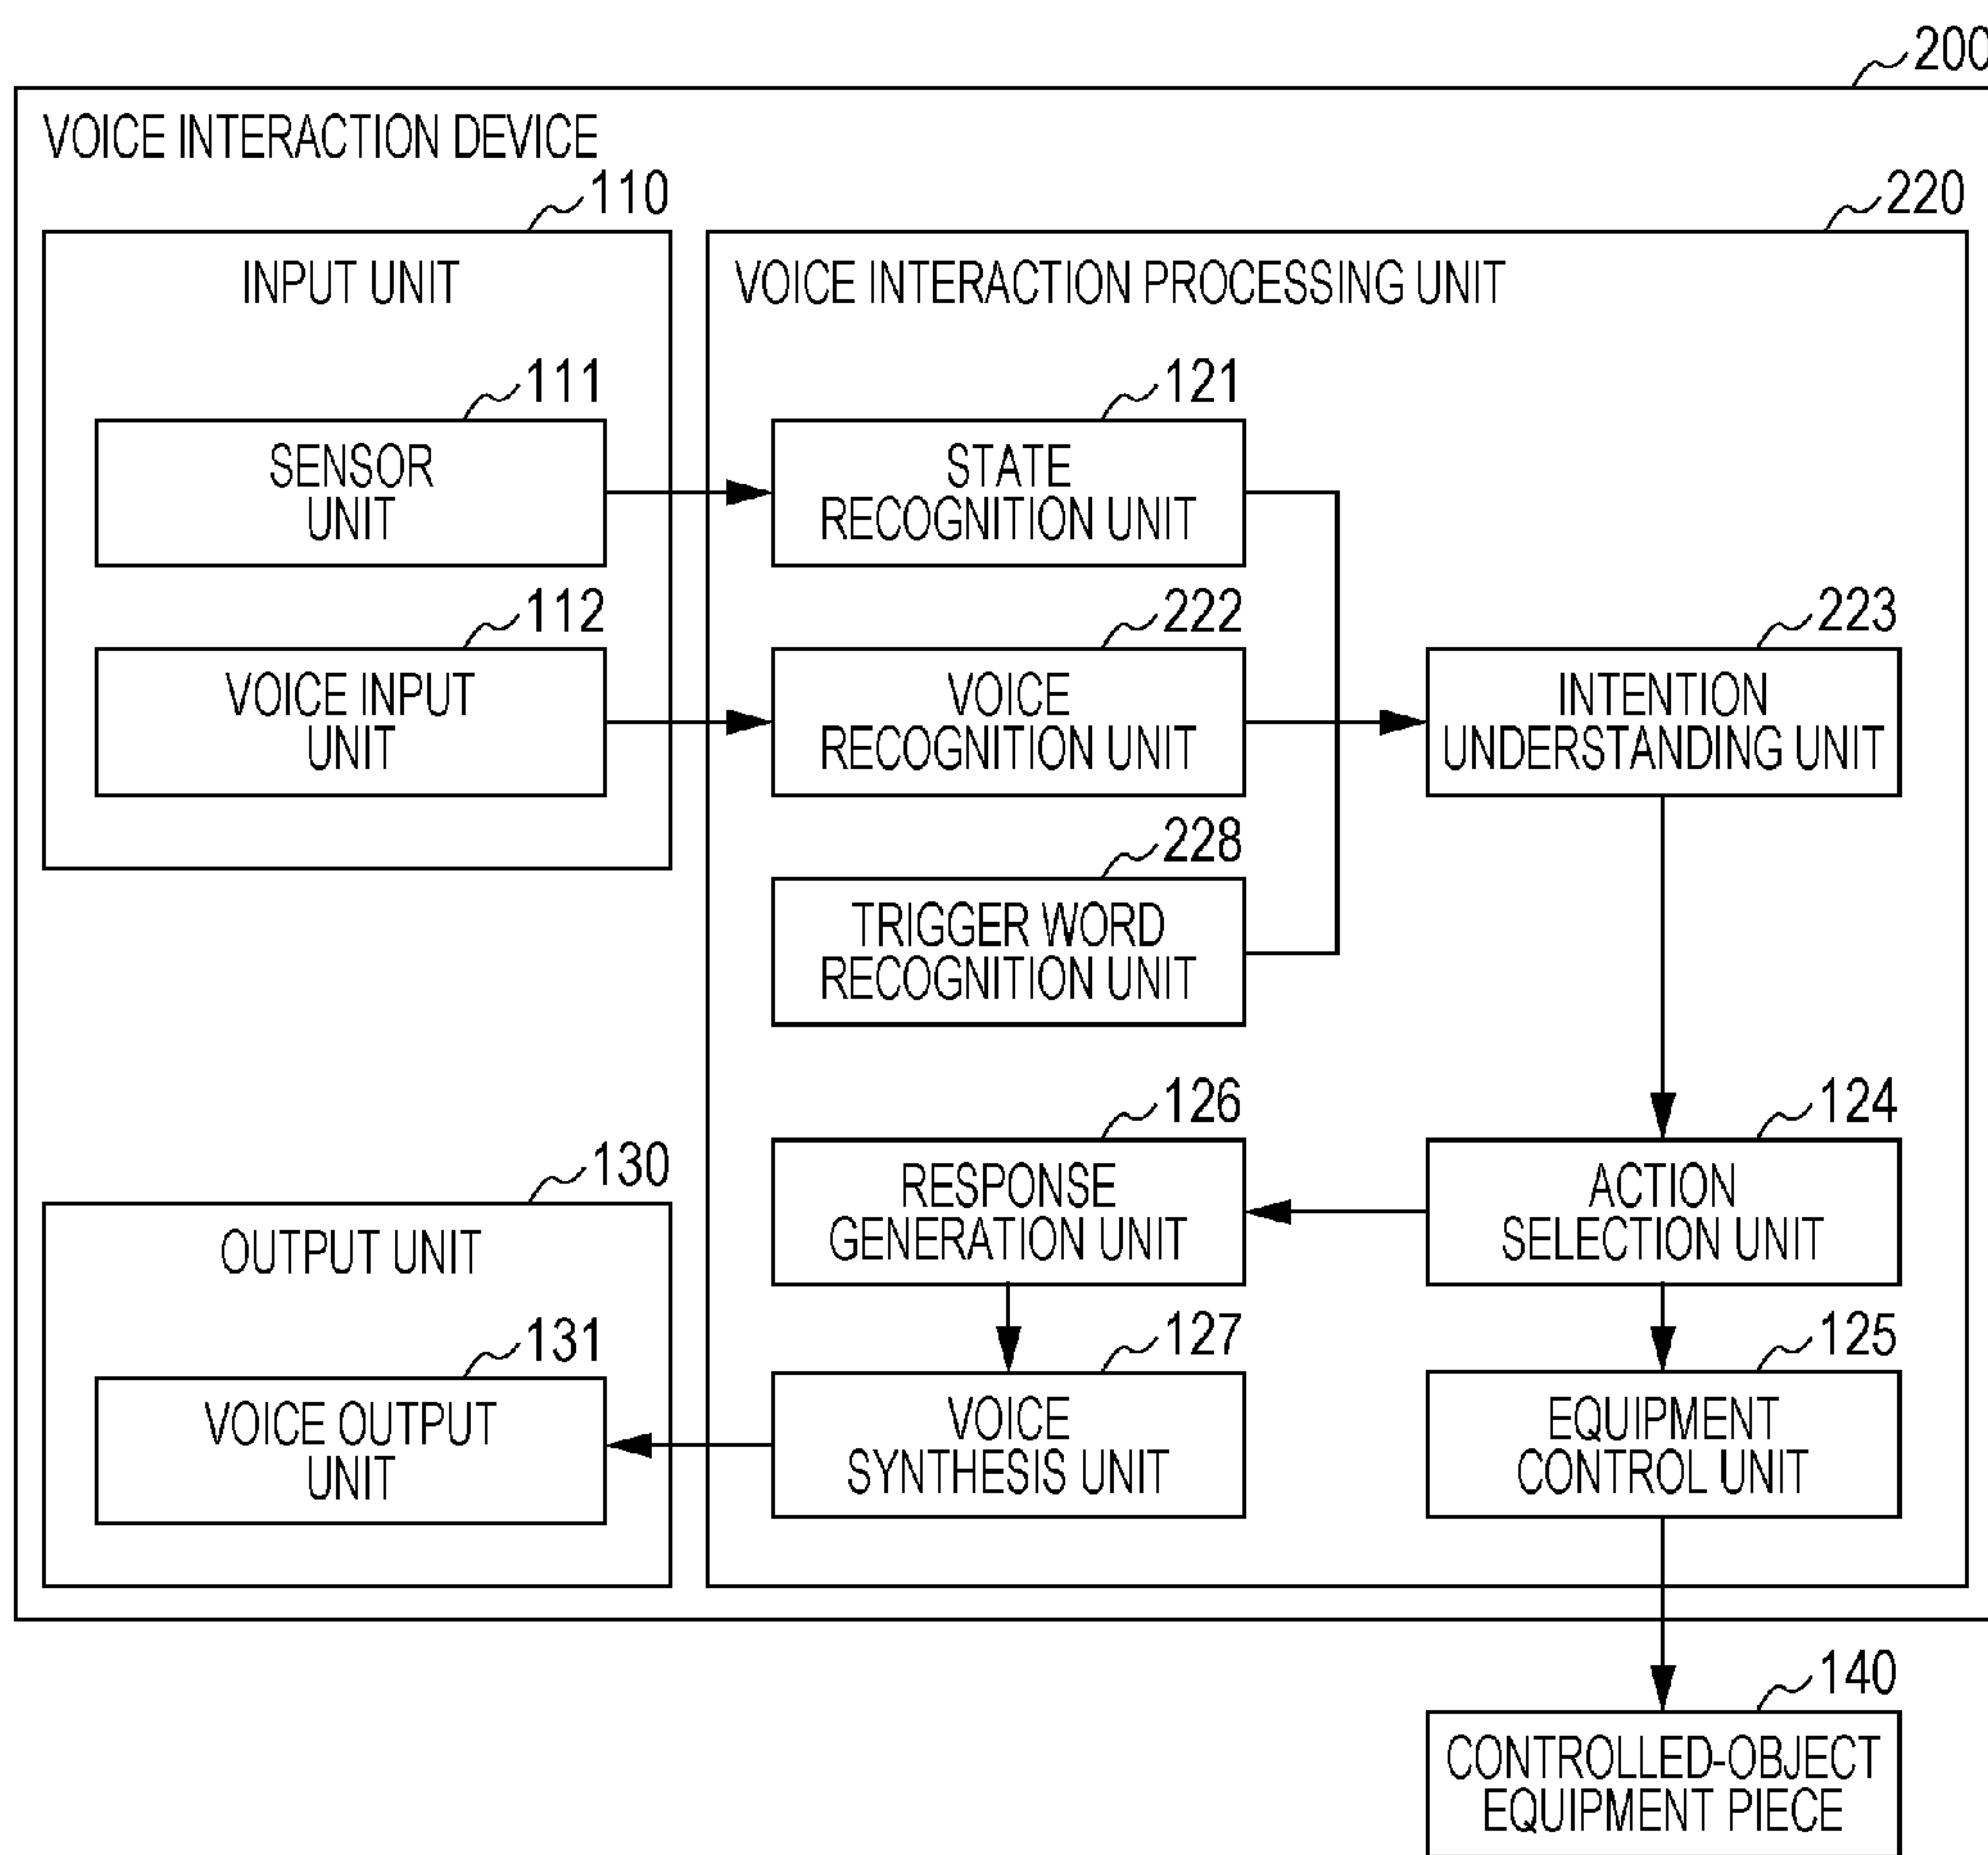 200
VOICE INTERACTION DEVICE
110
220
INPUT UNIT
VOICE INTERACTION PROCESSING UNIT
111
121
SENSOR
UNIT
STATE
RECOGNITION UNIT
112
222
223
VOICE INPUT
UNIT
VOICE
RECOGNITION UNIT
INTENTION
UNDERSTANDING UNIT
228
TRIGGER WORD
RECOGNITION UNIT
126
124
130
RESPONSE
GENERATION UNIT
ACTION
SELECTION UNIT
OUTPUT UNIT
131
127
125
VOICE OUTPUT
UNIT
VOICE
SYNTHESIS UNIT
EQUIPMENT
CONTROL UNIT
140
CONTROLLED-OBJECT
EQUIPMENT PIECE